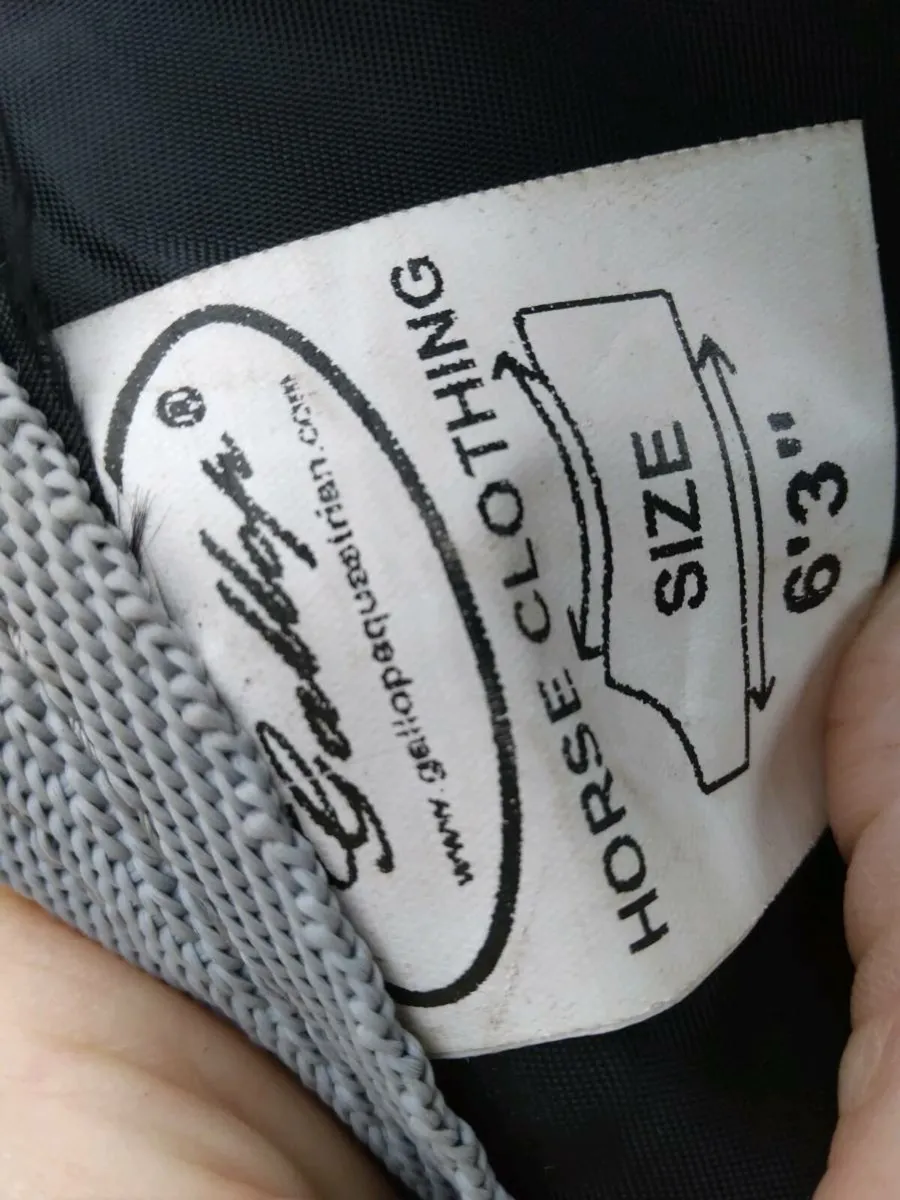 Gallop®
www.gallopequestrian.com
HORSE CLOTHING
SIZE
6'3"